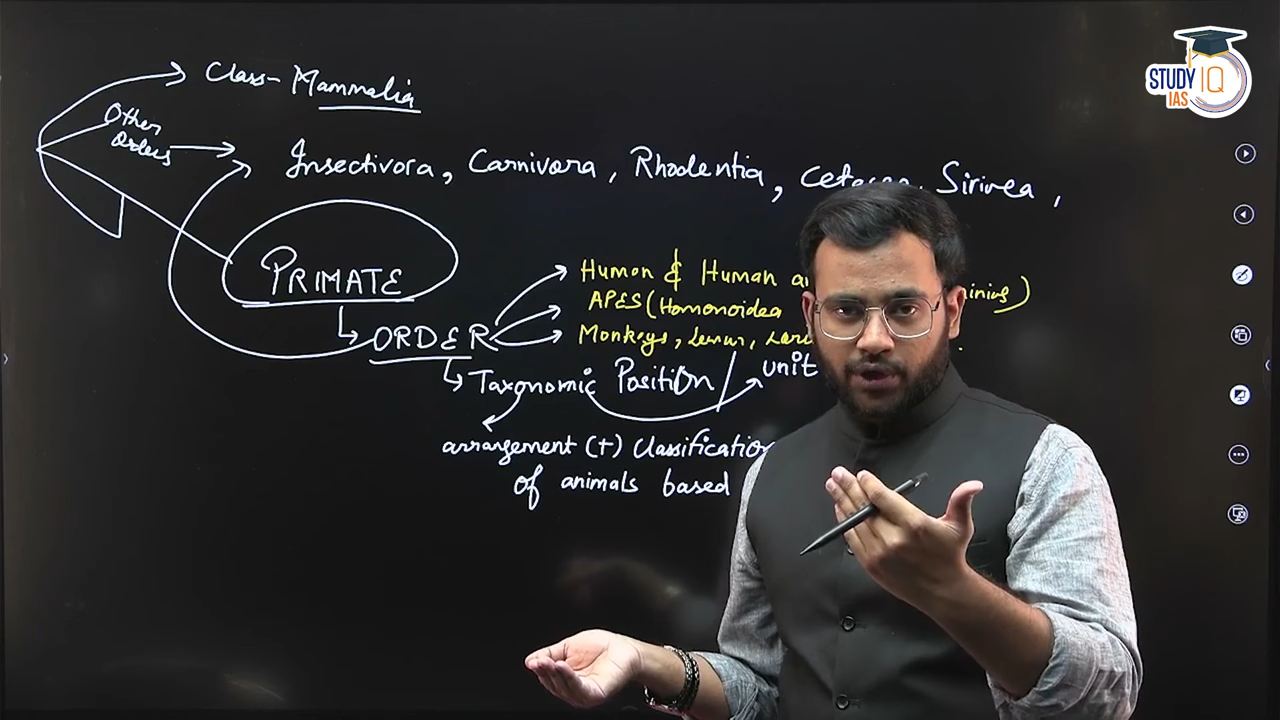 Class- Mammalia
Other
Orders
Insectivora, Carnivora, Rhodentia, Cetacea, Sirinea,
PRIMATE
ORDER
Human & Human
APES (Homonoidea
Monkeys, Lemur,
Taxonomic Position / unit
arrangement (+) Classification
of animals based
STUDY IQ
IAS